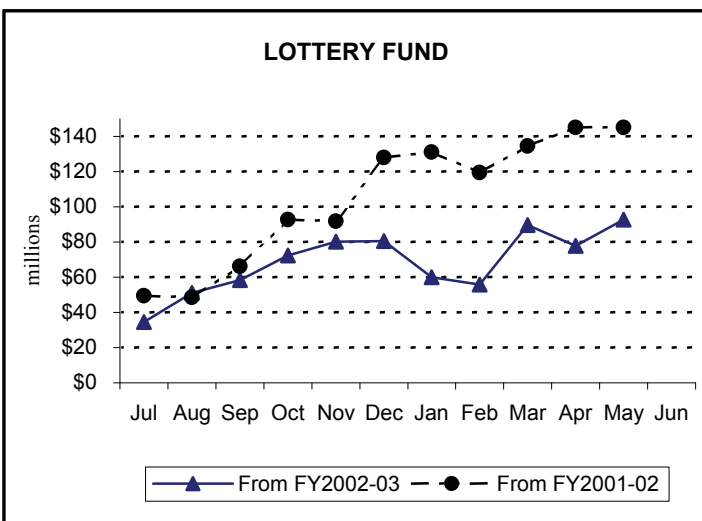 LOTTERY FUND
millions
$140
$120
$100
$80
$60
$40
$20
$0
Jul Aug Sep Oct Nov Dec Jan Feb Mar Apr May Jun
From FY2002-03 From FY2001-02